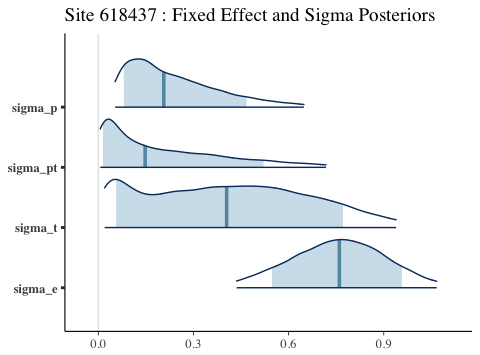 Site 618437 : Fixed Effect and Sigma Posteriors
sigma_p
sigma_pt
sigma_t
sigma_e
0.0 0.3 0.6 0.9